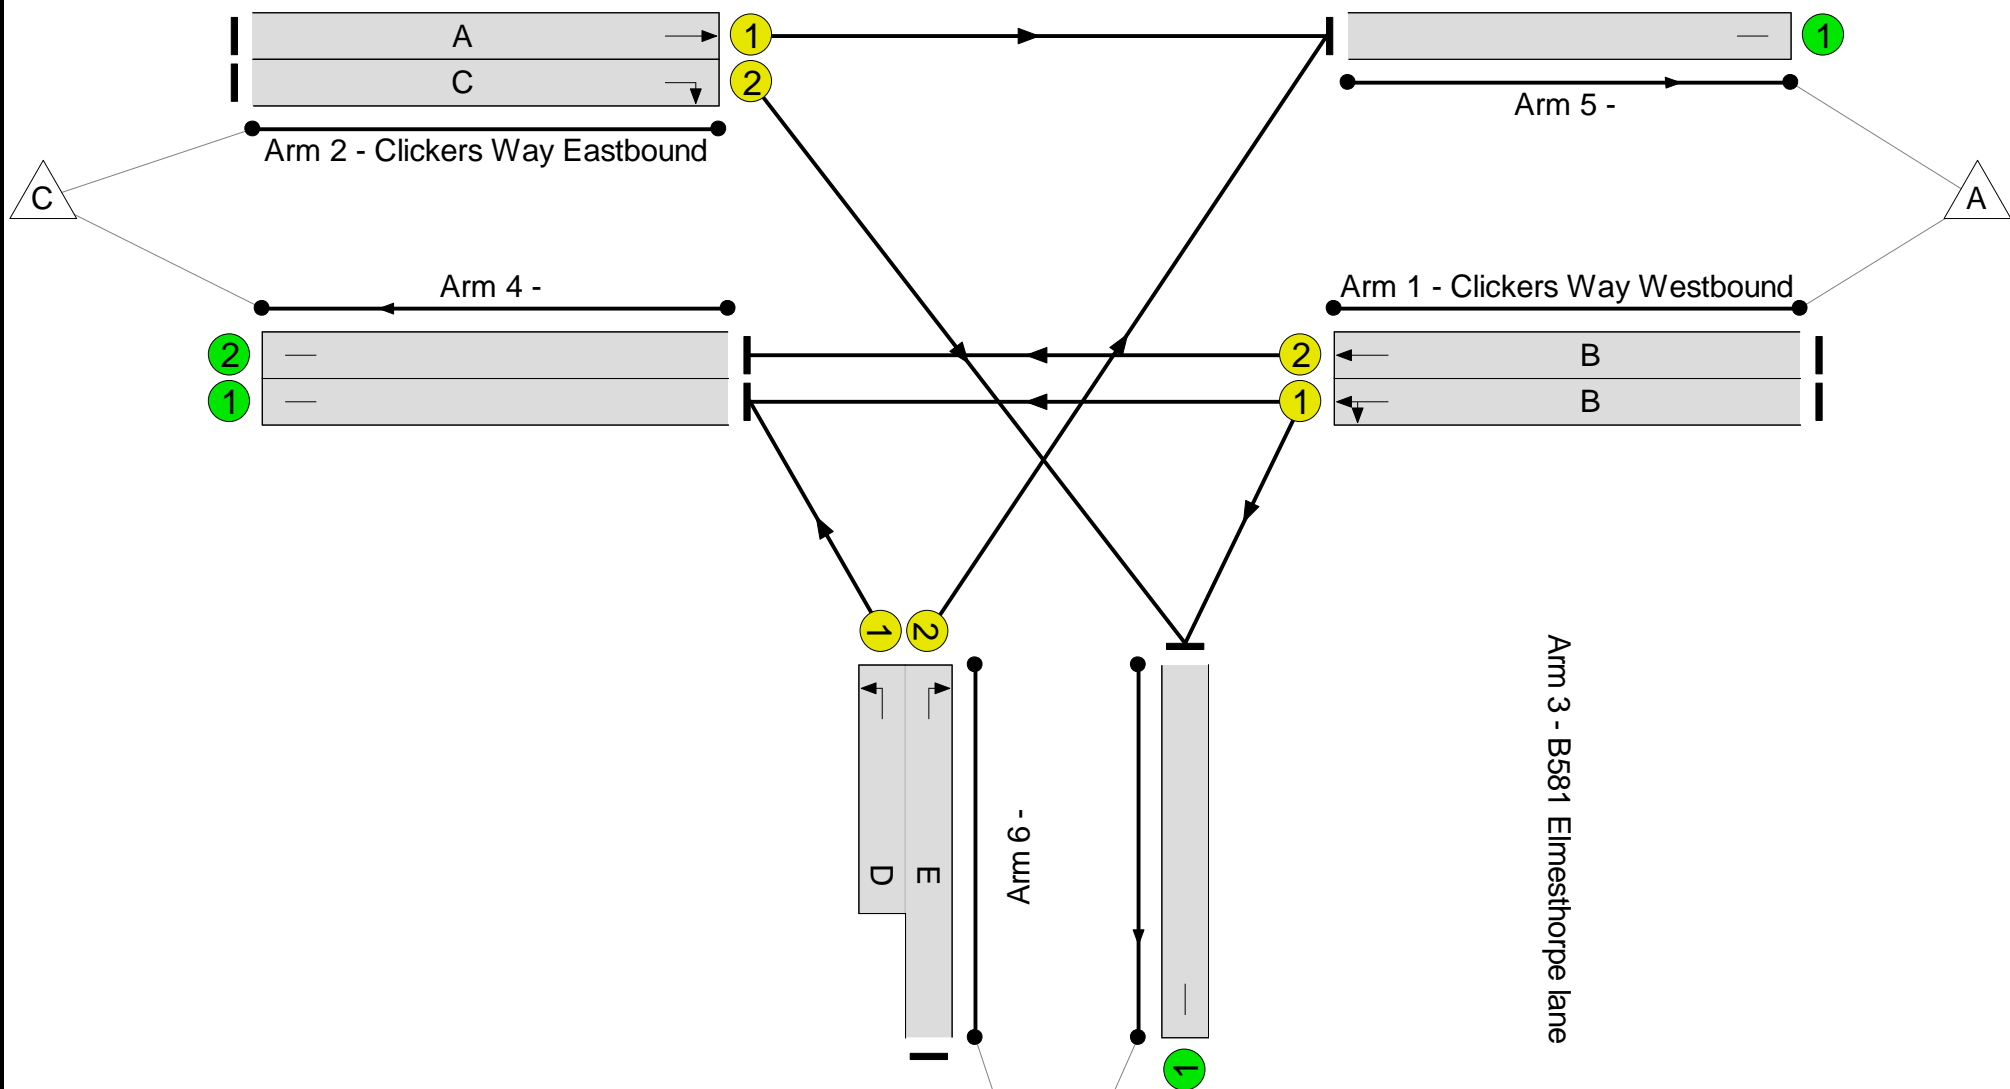 A 1 1
C 2
Arm 5 -
Arm 2 - Clickers Way Eastbound
C A
Arm 4 - Arm 1 - Clickers Way Westbound
2 2 B
1 1 B
1 2
D E
Arm 6 -
1
Arm 3 - B581 Elmesthorpe lane